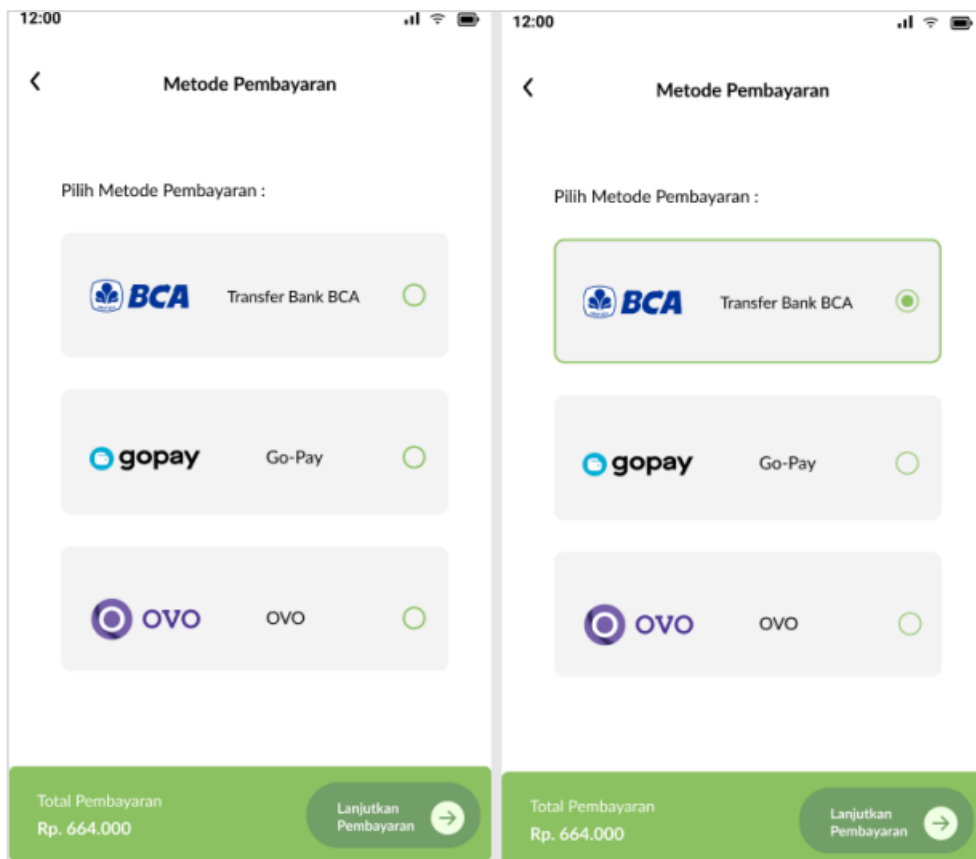 12:00
Metode Pembayaran
Pilih Metode Pembayaran :
BCA Transfer Bank BCA
gopay Go-Pay
OVO OVO
Total Pembayaran
Rp. 664.000
Lanjutkan
Pembayaran
12:00
Metode Pembayaran
Pilih Metode Pembayaran :
BCA Transfer Bank BCA
gopay Go-Pay
OVO OVO
Total Pembayaran
Rp. 664.000
Lanjutkan
Pembayaran